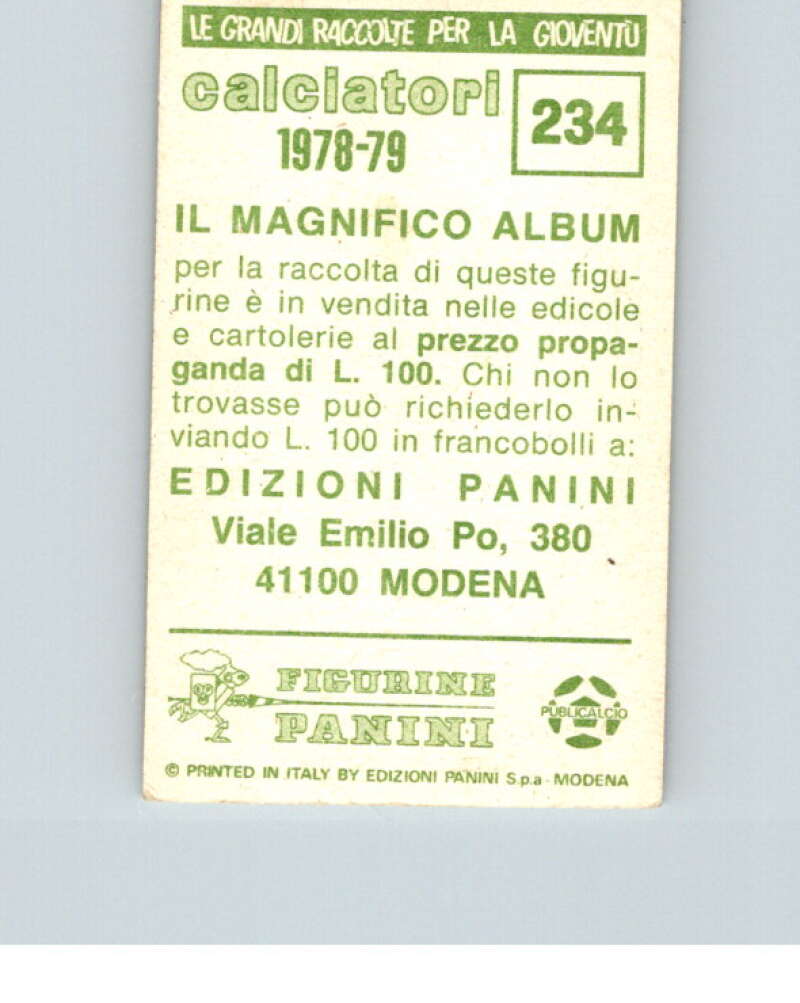 LE GRANDI RACCOLTE PER LA GIOVENTÙ
calciatori
1978-79
234
IL MAGNIFICO ALBUM
per la raccolta di queste figu-
rine è in vendita nelle edicole
e cartolerie al prezzo propa-
ganda di L. 100. Chi non lo
trovasse può richiederlo in-
viando L. 100 in francobolli a:
EDIZIONI PANINI
Viale Emilio Po, 380
41100 MODENA
FIGURINE
PANINI
PUBLICALCIO
© PRINTED IN ITALY BY EDIZIONI PANINI S.p.a - MODENA